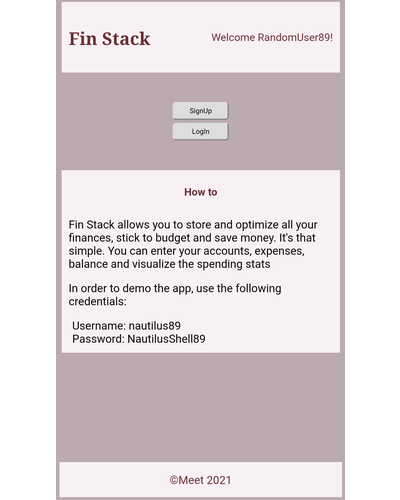 Fin Stack
Welcome RandomUser89!
SignUp
LogIn
How to
Fin Stack allows you to store and optimize all your
finances, stick to budget and save money. It's that
simple. You can enter your accounts, expenses,
balance and visualize the spending stats
In order to demo the app, use the following
credentials:
Username: nautilus89
Password: NautilusShell89
©Meet 2021